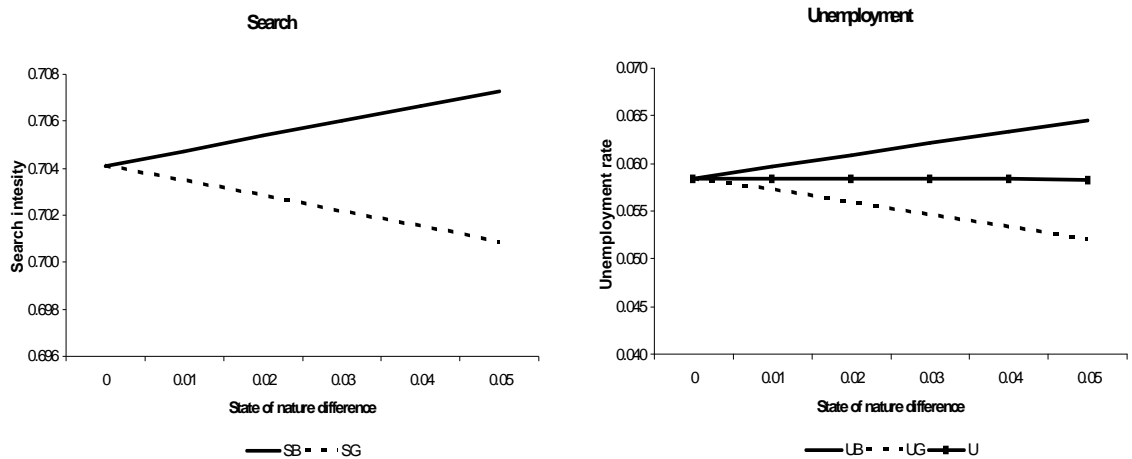 Search
Search intesity
0.708
0.706
0.704
0.702
0.700
0.698
0.696
0 0.01 0.02 0.03 0.04 0.05
State of nature difference
SB SG
Unemployment
Unemployment rate
0.070
0.065
0.060
0.055
0.050
0.045
0.040
0 0.01 0.02 0.03 0.04 0.05
State of nature difference
UB UG U